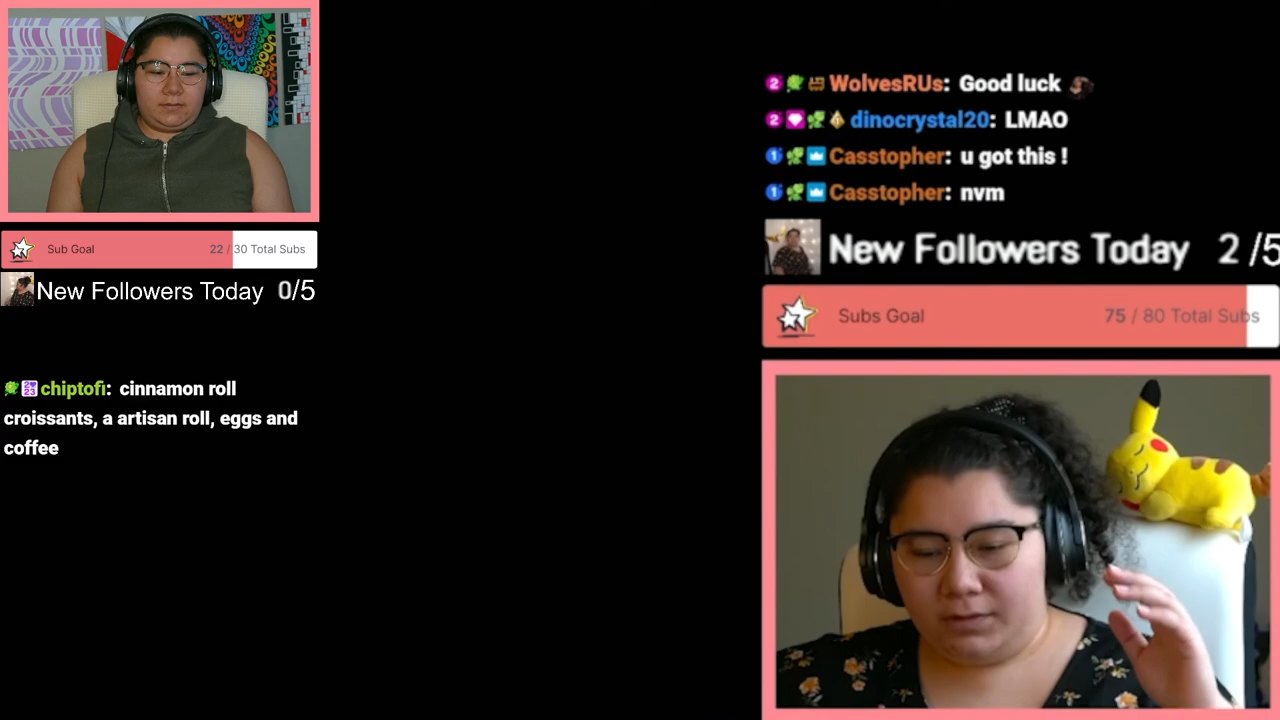 Sub Goal 22 / 30 Total Subs
New Followers Today 0/5
chiptofi: cinnamon roll
croissants, a artisan roll, eggs and
coffee
WolvesRUs: Good luck
dinocrystal20: LMAO
Casstopher: u got this !
Casstopher: nvm
New Followers Today 2 /5
Subs Goal 75 / 80 Total Subs